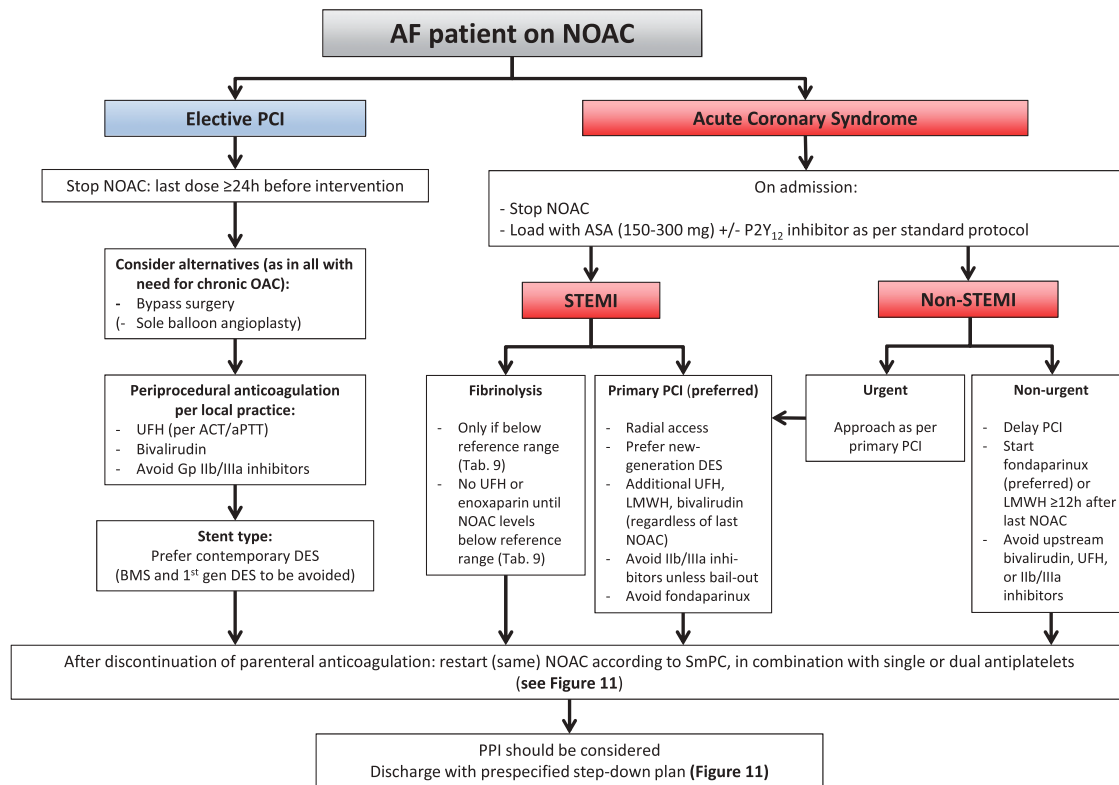 AF patient on NOAC
Elective PCI
Acute Coronary Syndrome
Stop NOAC: last dose ≥24h before intervention
On admission:
- Stop NOAC
- Load with ASA (150-300 mg) +/- P2Y12 inhibitor as per standard protocol
Consider alternatives (as in all with
need for chronic OAC):
- Bypass surgery
(- Sole balloon angioplasty)
STEMI
Non-STEMI
Periprocedural anticoagulation
per local practice:
- UFH (per ACT/aPTT)
- Bivalirudin
- Avoid Gp IIb/IIIa inhibitors
Fibrinolysis
- Only if below
reference range
(Tab. 9)
- No UFH or
enoxaparin until
NOAC levels
below reference
range (Tab. 9)
Primary PCI (preferred)
- Radial access
- Prefer new-
generation DES
- Additional UFH,
LMWH, bivalirudin
(regardless of last
NOAC)
- Avoid IIb/IIIa inhi-
bitors unless bail-out
- Avoid fondaparinux
Urgent
Approach as per
primary PCI
Non-urgent
- Delay PCI
- Start
fondaparinux
(preferred) or
LMWH ≥12h after
last NOAC
- Avoid upstream
bivalirudin, UFH,
or IIb/IIIa
inhibitors
Stent type:
Prefer contemporary DES
(BMS and 1st gen DES to be avoided)
After discontinuation of parenteral anticoagulation: restart (same) NOAC according to SmPC, in combination with single or dual antiplatelets
(see Figure 11)
PPI should be considered
Discharge with prespecified step-down plan (Figure 11)